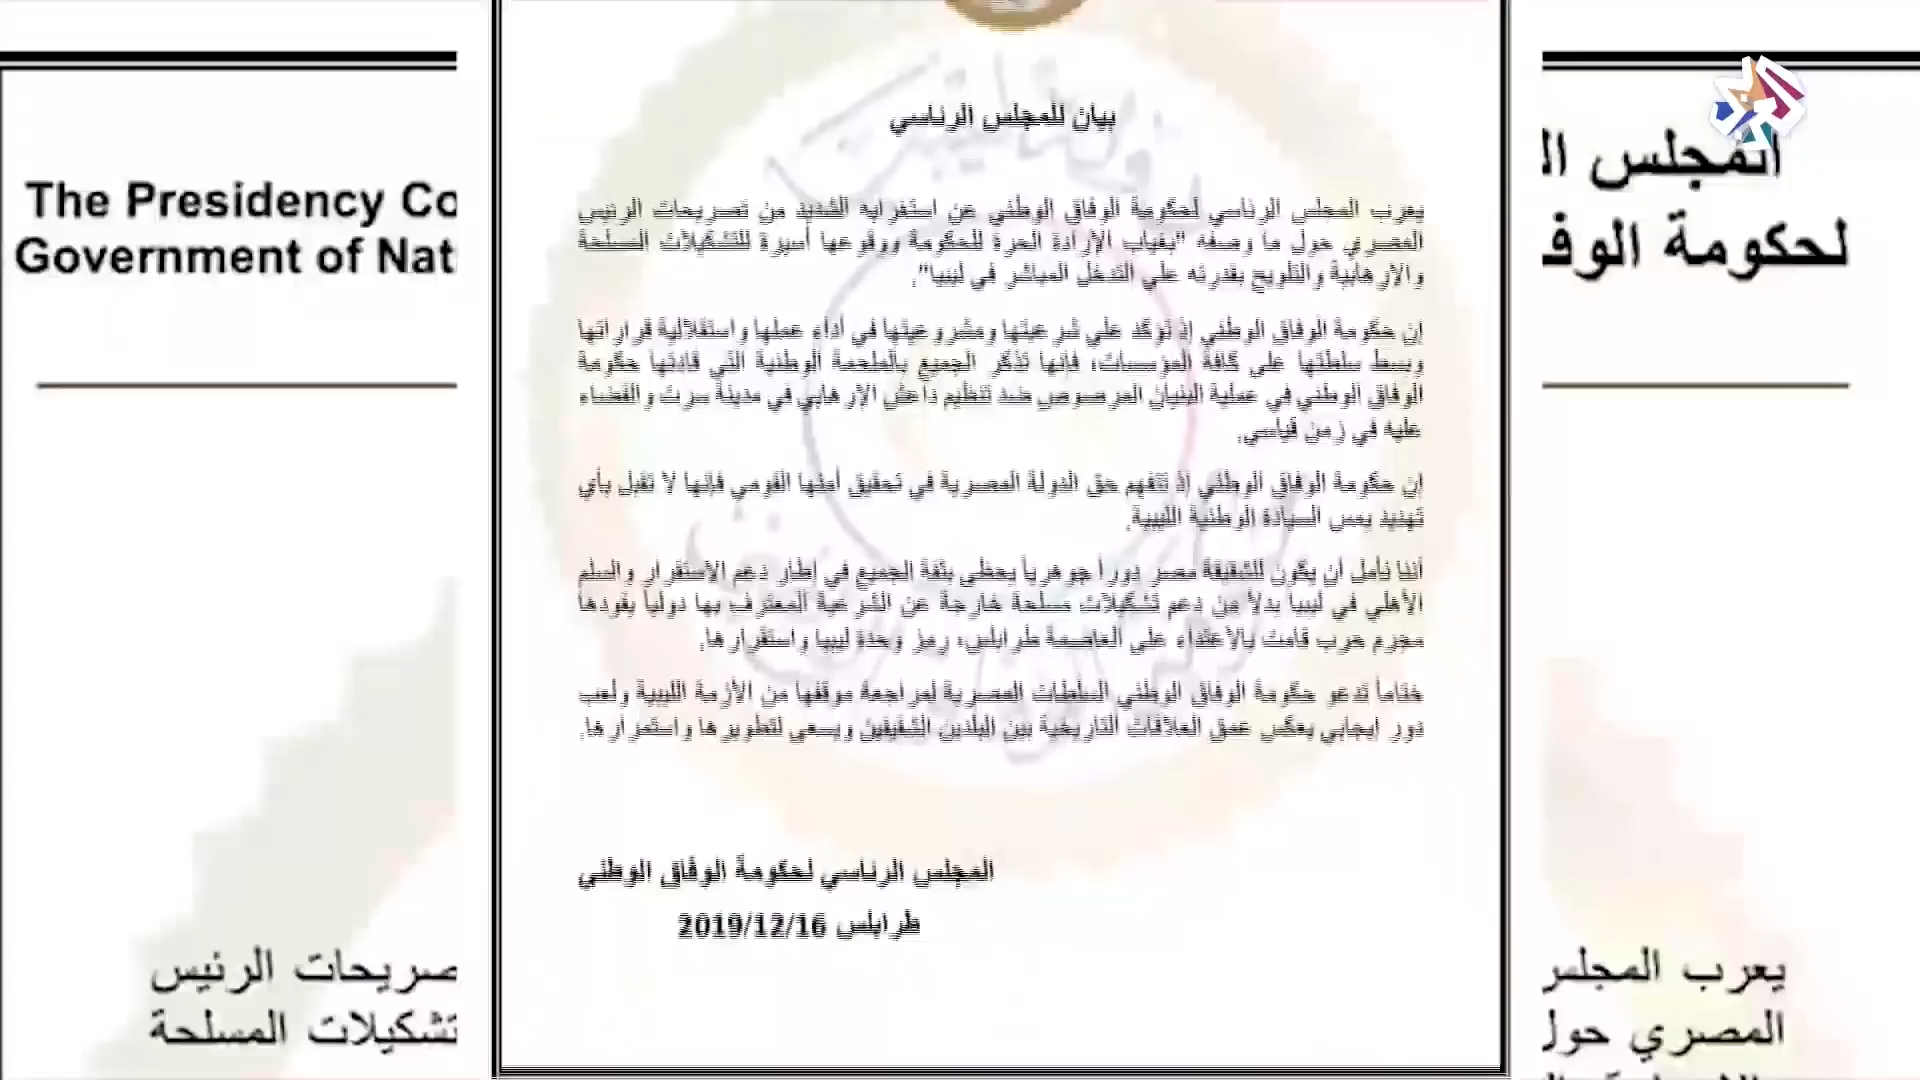 The Presidency Co
Government of Nat
المجلس ال
لحكومة الوف
بيان للمجلس الرئاسي
يعرب المجلس الرئاسي لحكومة الوفاق الوطني عن استغرابه الشديد من تصريحات الرئيس
المصري حول ما وصفه "بغياب الإرادة الحرة للحكومة ووقوعها أسيرة للتشكيلات المسلحة
والارهابية والتلويح بقدرته علي التدخل المباشر في ليبيا".
إن حكومة الوفاق الوطني إذ تؤكد علي شرعيتها ومشروعيتها في أداء عملها واستقلالية قراراتها
وبسط سلطتها على كافة المؤسسات، فإنها تذكر الجميع بالملحمة الوطنية التي قادتها حكومة
الوفاق الوطني في عملية البنيان المرصوص ضد تنظيم داعش الإرهابي في مدينة سرت والقضاء
عليه في زمن قياسي.
إن حكومة الوفاق الوطني إذ تتفهم حق الدولة المصرية في تحقيق أمنها القومي فإنها لا تقبل بأي
تهديد يمس السيادة الوطنية الليبية.
أننا نأمل ان يكون للشقيقة مصر دوراً جوهرياً يحظى بثقة الجميع في إطار دعم الاستقرار والسلم
الأهلي في ليبيا بدلاً من دعم تشكيلات مسلحة خارجة عن الشرعية المعترف بها دولياً يقودها
مجرم حرب قامت بالاعتداء على العاصمة طرابلس، رمز وحدة ليبيا واستقرارها.
ختاماً تدعو حكومة الوفاق الوطني السلطات المصرية لمراجعة موقفها من الأزمة الليبية ولعب
دور ايجابي يعكس عمق العلاقات التاريخية بين البلدين الشقيقين ويسعى لتطويرها واستمرارها.
المجلس الرئاسي لحكومة الوفاق الوطني
طرابلس 2019/12/16
صريحات الرئيس
تشكيلات المسلحة
يعرب المجلس
المصري حول